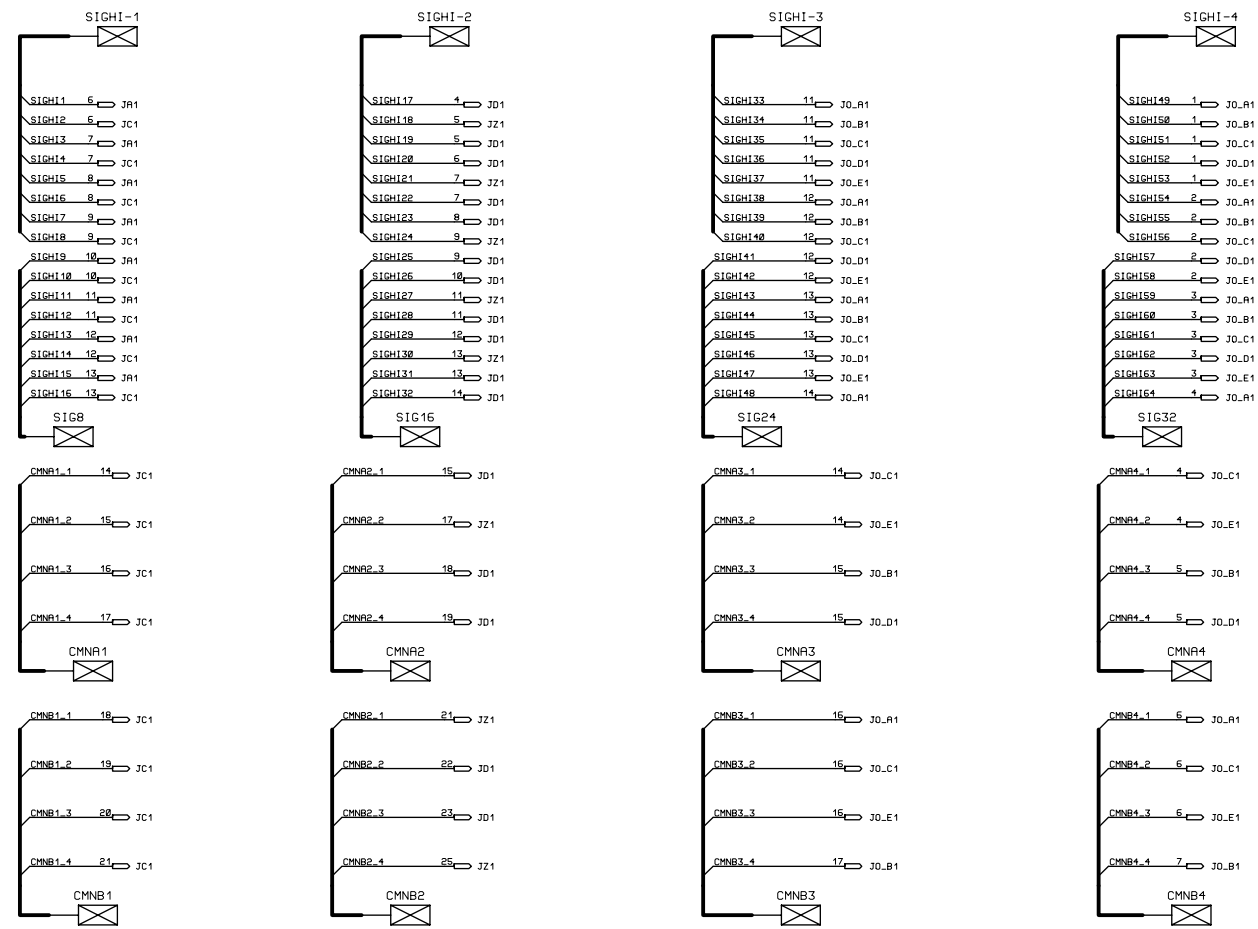 SIGHI-1 SIGHI-2 SIGHI-3 SIGHI-4
SIGHI1 6 JA1 SIGHI17 4 JD1 SIGHI33 11 JO_A1 SIGHI49 1 JO_A1
SIGHI2 6 JC1 SIGHI18 5 JZ1 SIGHI34 11 JO_B1 SIGHI50 1 JO_B1
SIGHI3 7 JA1 SIGHI19 5 JD1 SIGHI35 11 JO_C1 SIGHI51 1 JO_C1
SIGHI4 7 JC1 SIGHI20 6 JD1 SIGHI36 11 JO_D1 SIGHI52 1 JO_D1
SIGHI5 8 JA1 SIGHI21 7 JZ1 SIGHI37 11 JO_E1 SIGHI53 1 JO_E1
SIGHI6 8 JC1 SIGHI22 7 JD1 SIGHI38 12 JO_A1 SIGHI54 2 JO_A1
SIGHI7 9 JA1 SIGHI23 8 JD1 SIGHI39 12 JO_B1 SIGHI55 2 JO_B1
SIGHI8 9 JC1 SIGHI24 9 JZ1 SIGHI40 12 JO_C1 SIGHI56 2 JO_C1
SIGHI9 10 JA1 SIGHI25 9 JD1 SIGHI41 12 JO_D1 SIGHI57 2 JO_D1
SIGHI10 10 JC1 SIGHI26 10 JD1 SIGHI42 12 JO_E1 SIGHI58 2 JO_E1
SIGHI11 11 JA1 SIGHI27 11 JZ1 SIGHI43 13 JO_A1 SIGHI59 3 JO_A1
SIGHI12 11 JC1 SIGHI28 11 JD1 SIGHI44 13 JO_B1 SIGHI60 3 JO_B1
SIGHI13 12 JA1 SIGHI29 12 JD1 SIGHI45 13 JO_C1 SIGHI61 3 JO_C1
SIGHI14 12 JC1 SIGHI30 13 JZ1 SIGHI46 13 JO_D1 SIGHI62 3 JO_D1
SIGHI15 13 JA1 SIGHI31 13 JD1 SIGHI47 13 JO_E1 SIGHI63 3 JO_E1
SIGHI16 13 JC1 SIGHI32 14 JD1 SIGHI48 14 JO_A1 SIGHI64 4 JO_A1
SIG8 SIG16 SIG24 SIG32
CMNA1_1 14 JC1 CMNA2_1 15 JD1 CMNA3_1 14 JO_C1 CMNA4_1 4 JO_C1
CMNA1_2 15 JC1 CMNA2_2 17 JZ1 CMNA3_2 14 JO_E1 CMNA4_2 4 JO_E1
CMNA1_3 16 JC1 CMNA2_3 18 JD1 CMNA3_3 15 JO_B1 CMNA4_3 5 JO_B1
CMNA1_4 17 JC1 CMNA2_4 19 JD1 CMNA3_4 15 JO_D1 CMNA4_4 5 JO_D1
CMNA1 CMNA2 CMNA3 CMNA4
CMNB1_1 18 JC1 CMNB2_1 21 JZ1 CMNB3_1 16 JO_A1 CMNB4_1 6 JO_A1
CMNB1_2 19 JC1 CMNB2_2 22 JD1 CMNB3_2 16 JO_C1 CMNB4_2 6 JO_C1
CMNB1_3 20 JC1 CMNB2_3 23 JD1 CMNB3_3 16 JO_E1 CMNB4_3 6 JO_E1
CMNB1_4 21 JC1 CMNB2_4 25 JZ1 CMNB3_4 17 JO_B1 CMNB4_4 7 JO_B1
CMNB1 CMNB2 CMNB3 CMNB4